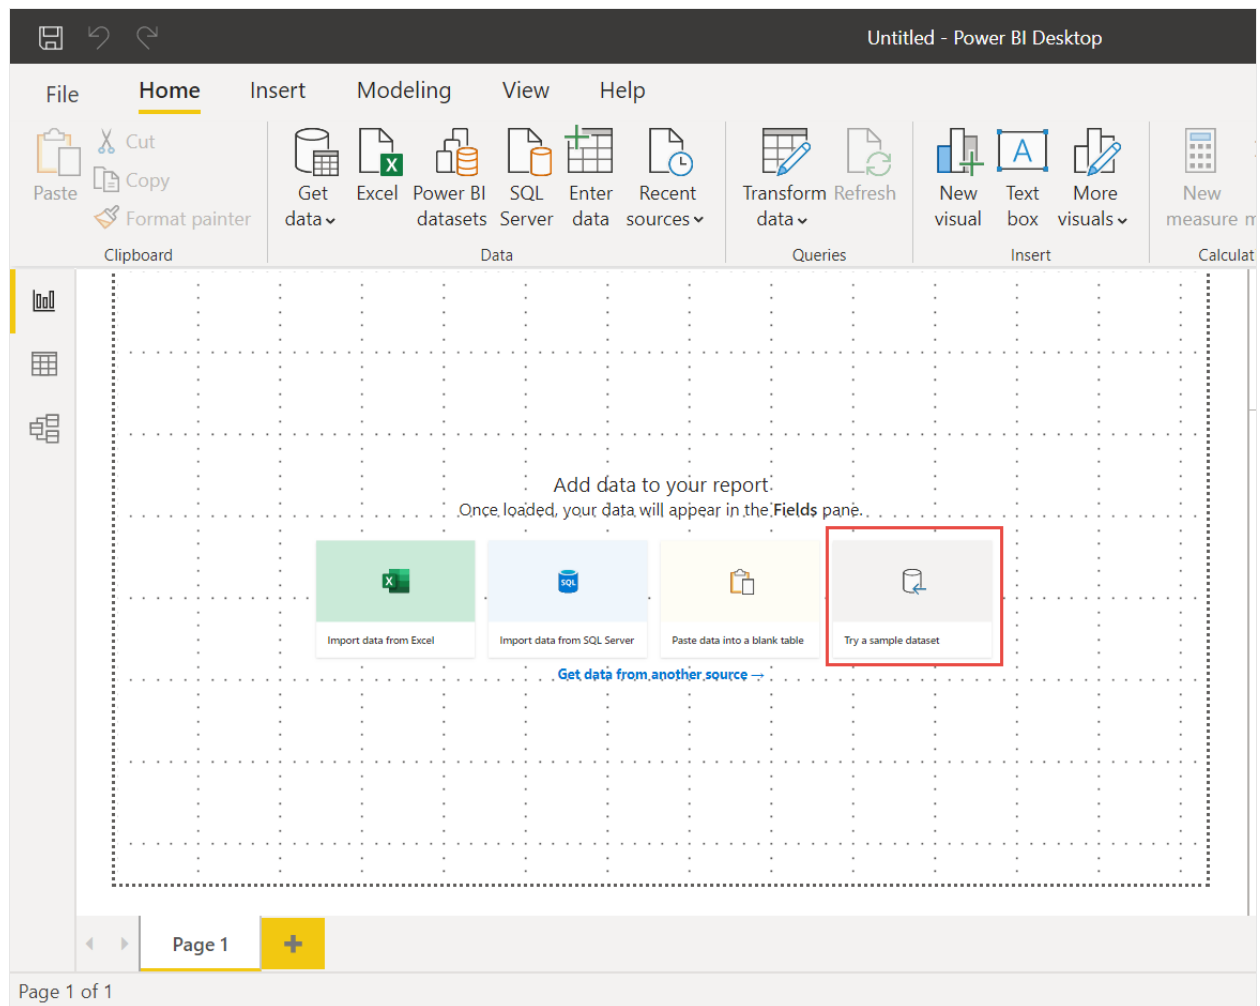 Untitled - Power BI Desktop
File Home Insert Modeling View Help
Paste
Cut
Copy
Format painter
Clipboard
Get data
Excel
Power BI datasets
SQL Server
Enter data
Recent sources
Data
Transform data
Refresh
Queries
New visual
Text box
A
More visuals
Insert
New measure
m
Calculat
Add data to your report
Once loaded, your data will appear in the Fields pane.
X
SQL
Import data from Excel
Import data from SQL Server
Paste data into a blank table
Try a sample dataset
Get data from another source →
Page 1
+
Page 1 of 1